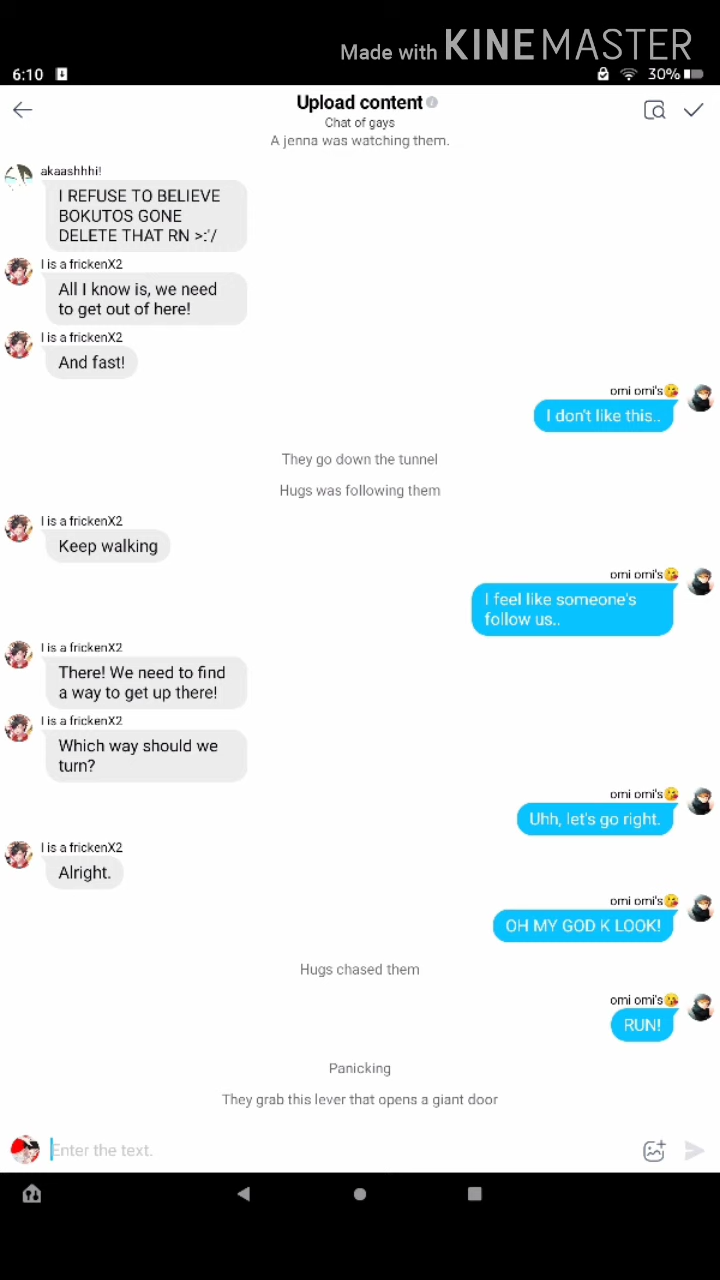 Made with KINEMASTER
6:10
30%
Upload content
Chat of gays
A jenna was watching them.
akaashhhi!
I REFUSE TO BELIEVE
BOKUTOS GONE
DELETE THAT RN >:'/
I is a frickenX2
All I know is, we need
to get out of here!
I is a frickenX2
And fast!
omi omi's😘
I don't like this..
They go down the tunnel
Hugs was following them
I is a frickenX2
Keep walking
omi omi's😘
I feel like someone's
follow us..
I is a frickenX2
There! We need to find
a way to get up there!
I is a frickenX2
Which way should we
turn?
omi omi's😘
Uhh, let's go right.
I is a frickenX2
Alright.
omi omi's😘
OH MY GOD K LOOK!
Hugs chased them
omi omi's😘
RUN!
Panicking
They grab this lever that opens a giant door
Enter the text.